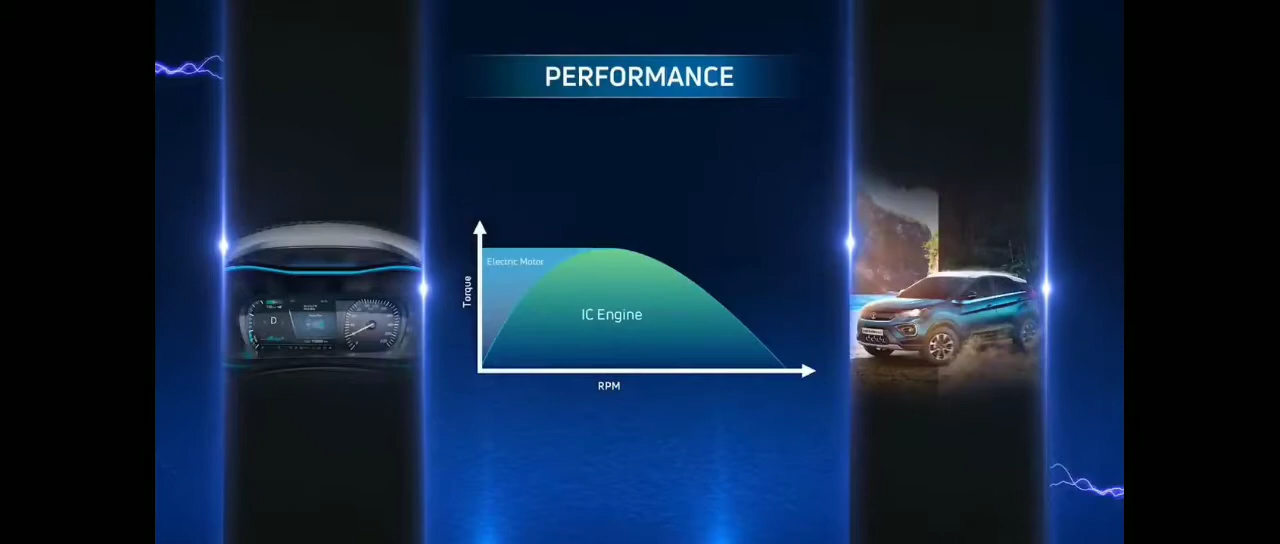 PERFORMANCE
Electric Motor
Torque
IC Engine
RPM
D